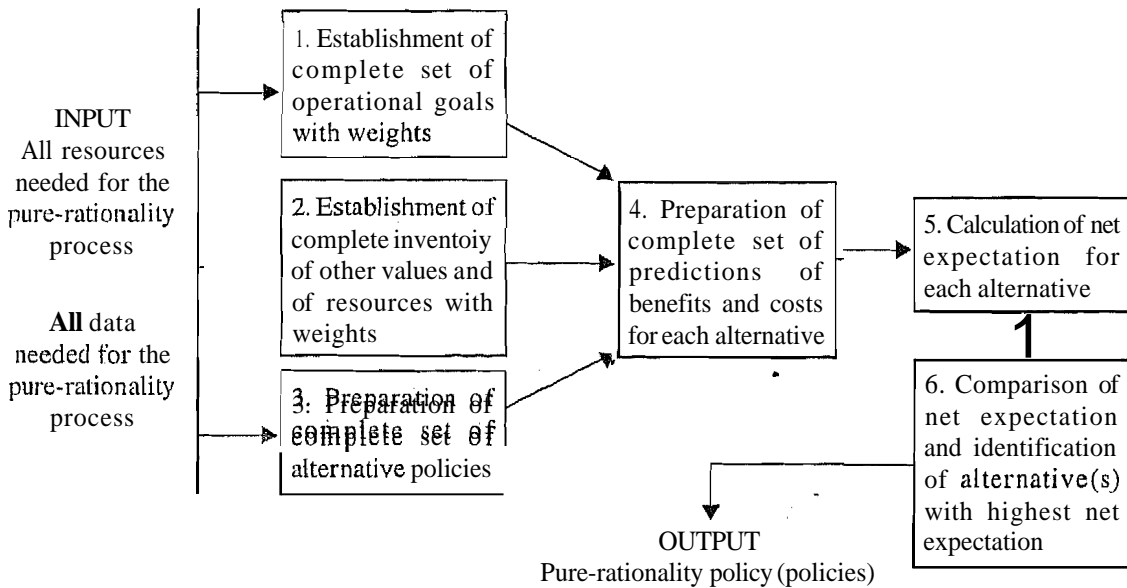 INPUT
All resources
needed for the
pure-rationality
process
All data
needed for the
pure-rationality
process
1. Establishment of
complete set of
operational goals
with weights
2. Establishment of
complete inventoiy
of other values and
of resources with
weights
3. Preparation of
complete set of
alternative policies
4. Preparation of
complete set of
predictions of
benefits and costs
for each alternative
5. Calculation of net
expectation for
each alternative
1
6. Comparison of
net expectation
and identification
of alternative(s)
with highest net
expectation
OUTPUT
Pure-rationality policy (policies)